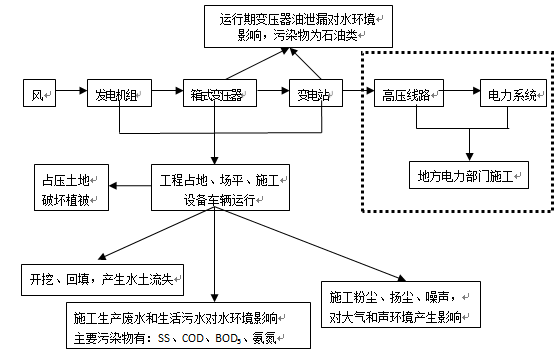 运行期变压器油泄漏对水环境
影响，污染物为石油类
风
发电机组
箱式变压器
变电站
高压线路
电力系统
占压土地
破坏植被
工程占地、场平、施工
设备车辆运行
地方电力部门施工
开挖、回填，产生水土流失
施工生产废水和生活污水对水环境影响
主要污染物有：SS、COD、BOD₅、氨氮
施工粉尘、扬尘、噪声，
对大气和声环境产生影响